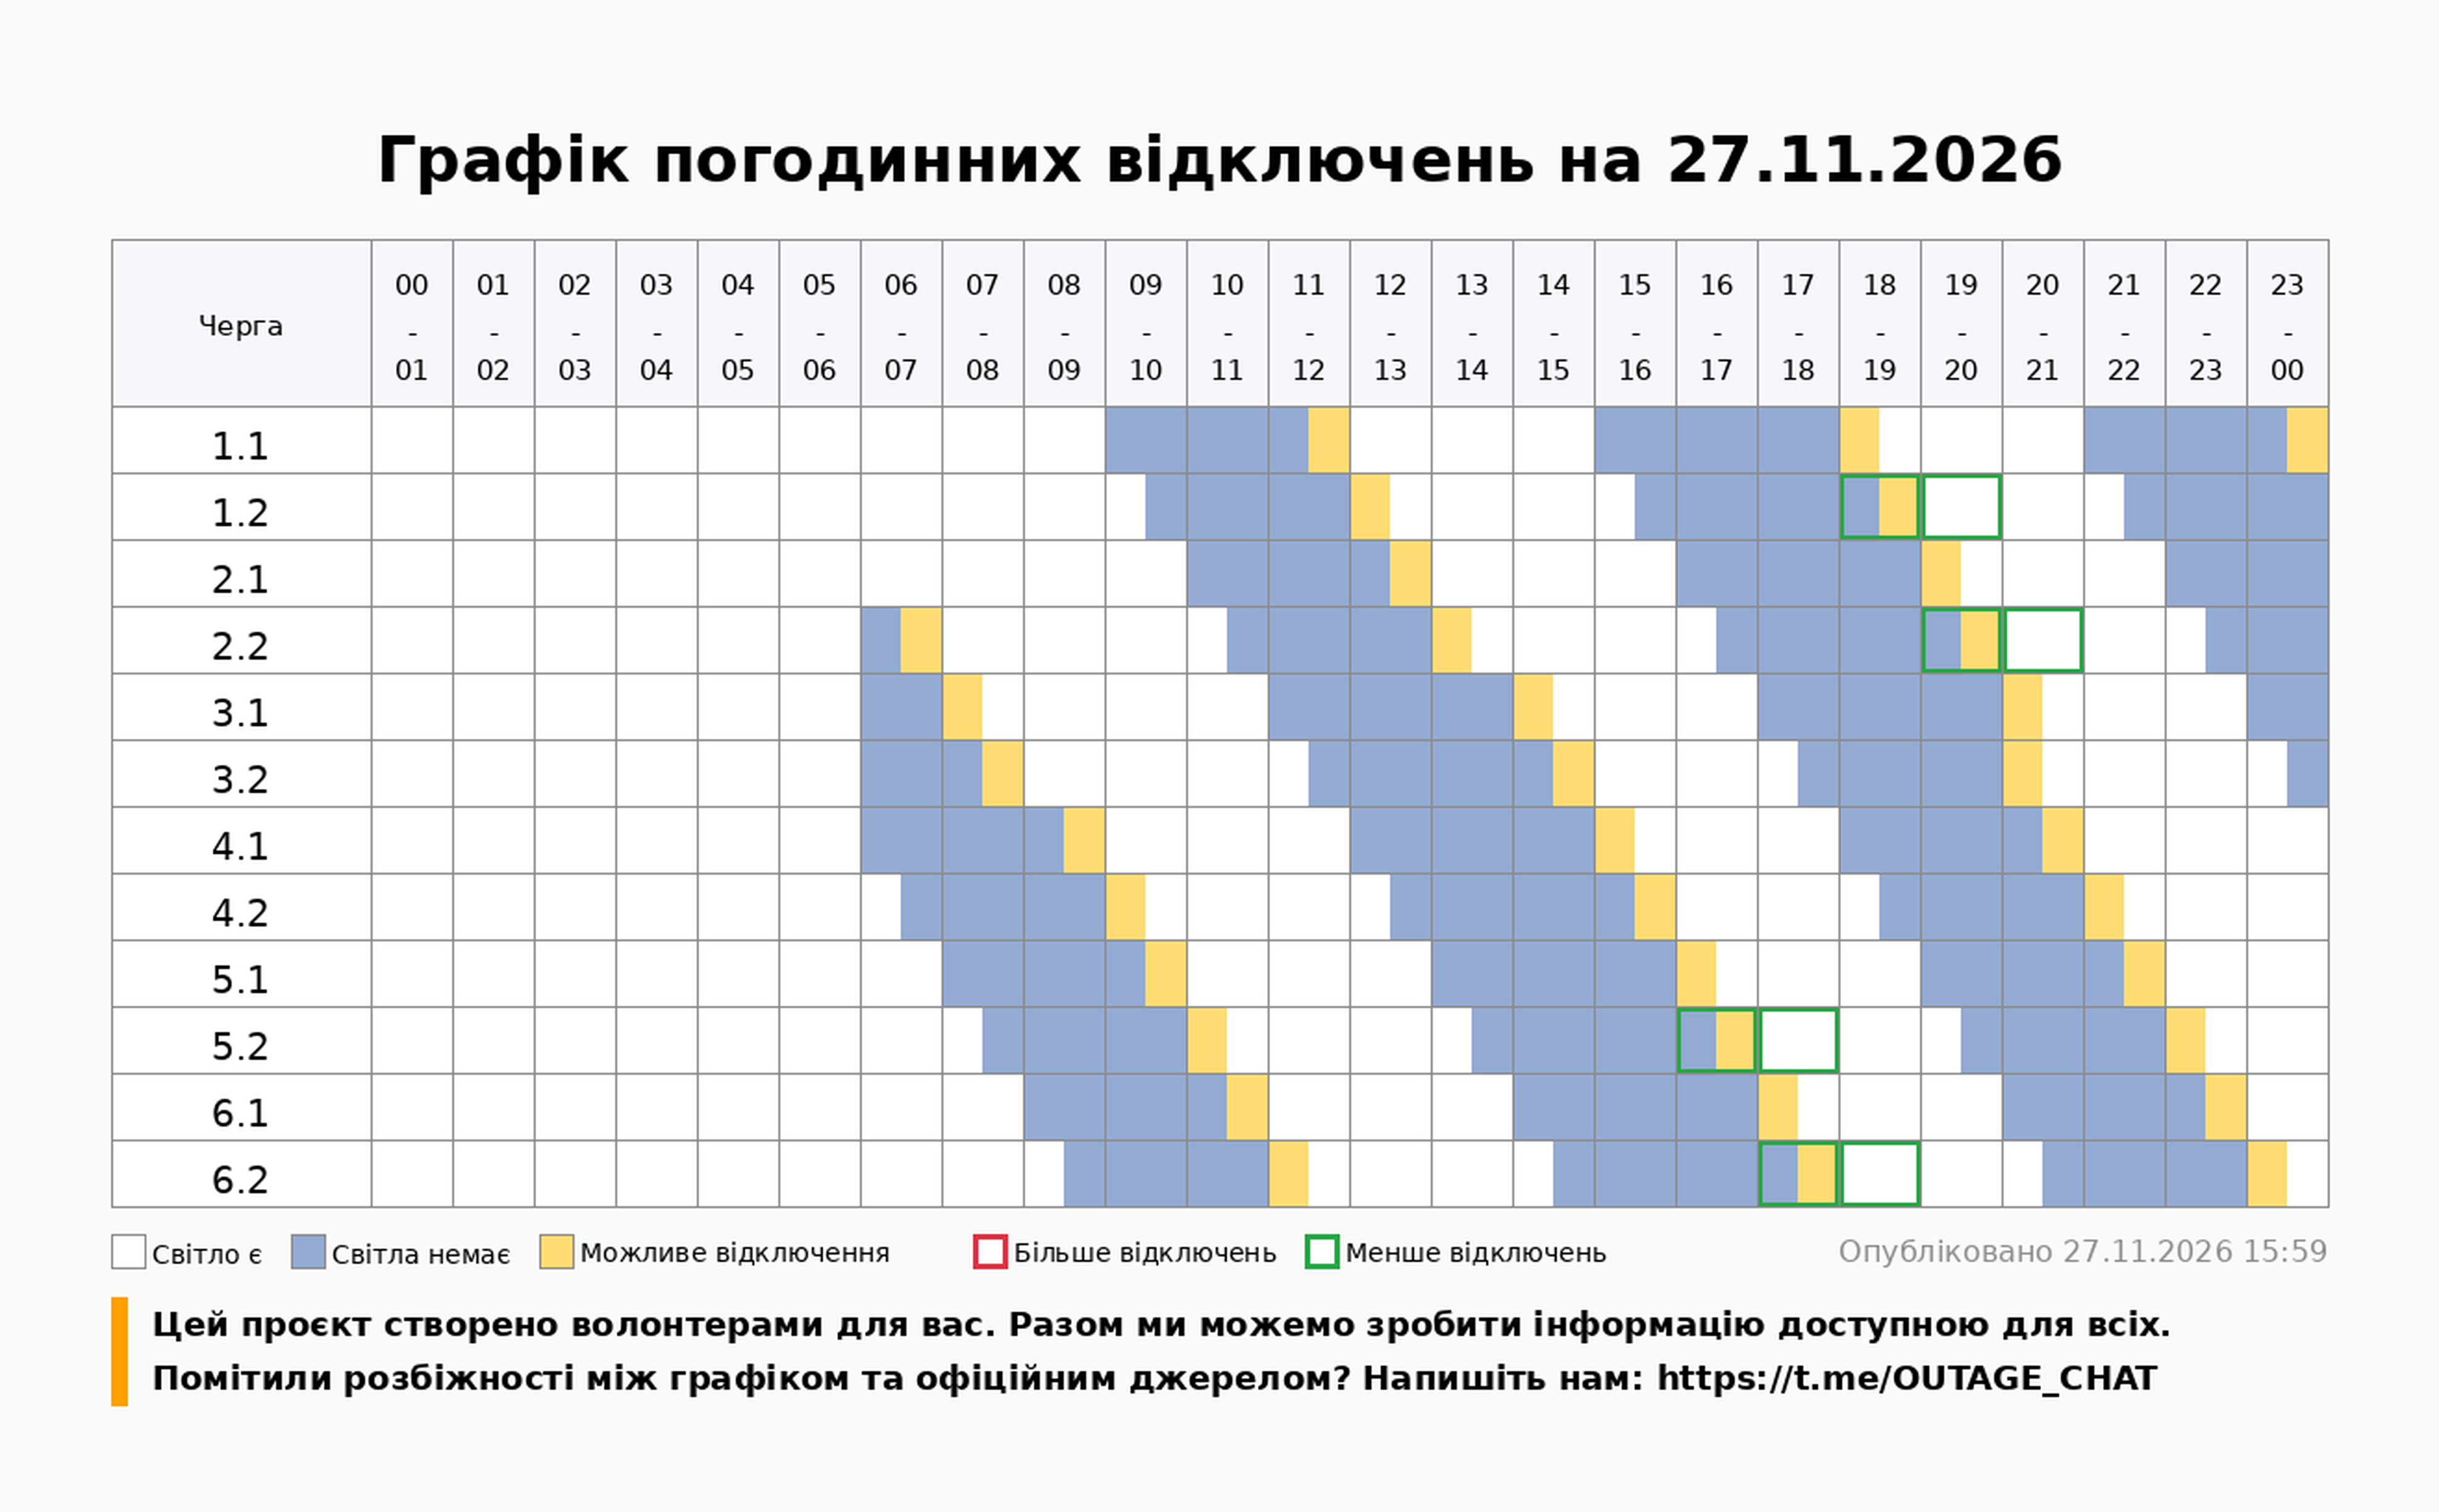 Графік погодинних відключень на 27.11.2026
Черга 00 - 01 01 - 02 02 - 03 03 - 04 04 - 05 05 - 06 06 - 07 07 - 08 08 - 09 09 - 10 10 - 11 11 - 12 12 - 13 13 - 14 14 - 15 15 - 16 16 - 17 17 - 18 18 - 19 19 - 20 20 - 21 21 - 22 22 - 23 23 - 00
1.1
1.2
2.1
2.2
3.1
3.2
4.1
4.2
5.1
5.2
6.1
6.2
Світло є Світла немає Можливе відключення Більше відключень Менше відключень Опубліковано 27.11.2026 15:59
Цей проєкт створено волонтерами для вас. Разом ми можемо зробити інформацію доступною для всіх.
Помітили розбіжності між графіком та офіційним джерелом? Напишіть нам: https://t.me/OUTAGE_CHAT